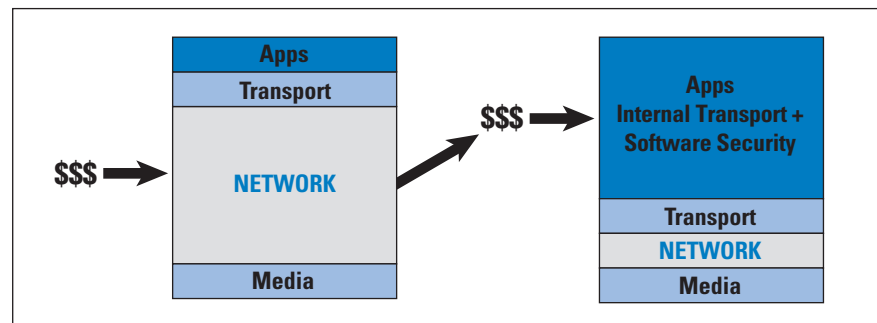 Apps
Transport
$$$
NETWORK
Media
$$$
Apps
Internal Transport +
Software Security
Transport
NETWORK
Media